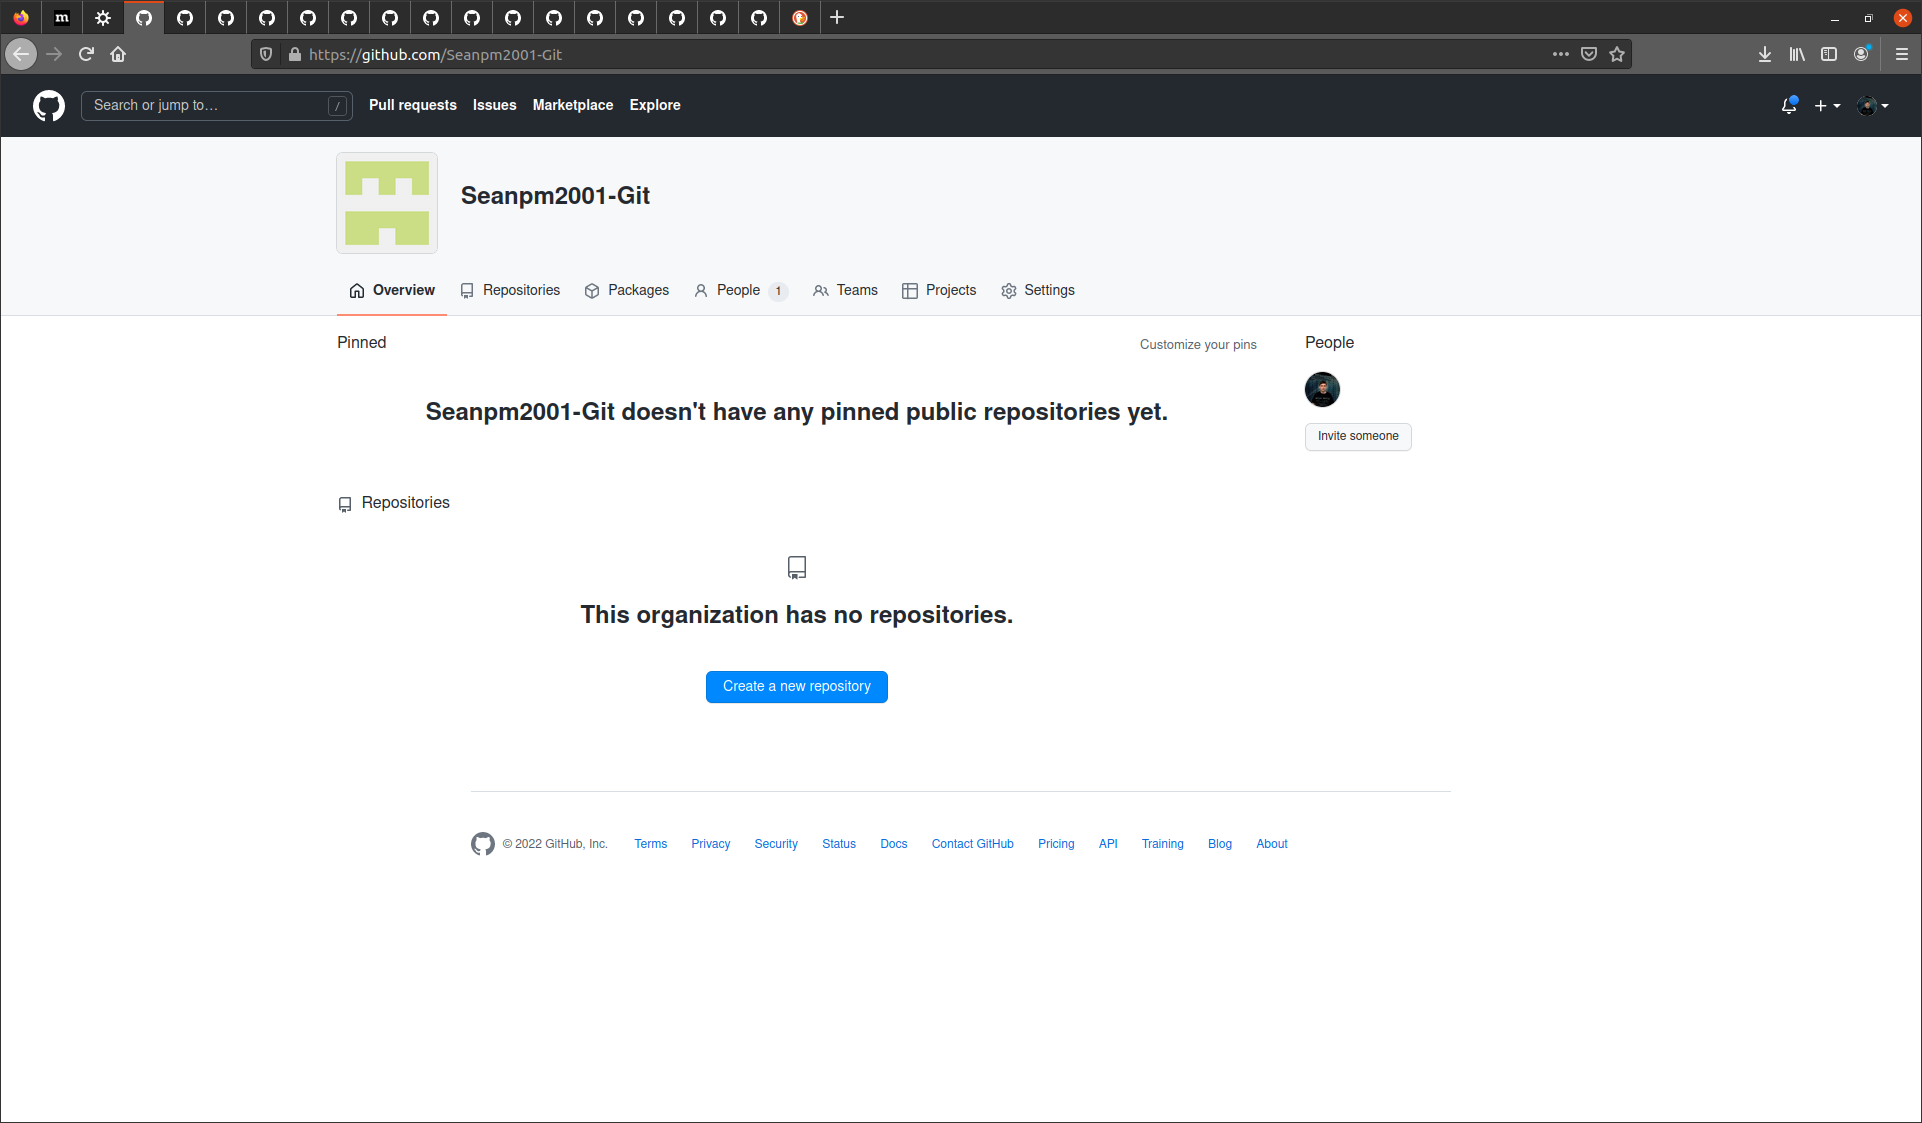 m
https://github.com/Seanpm2001-Git
Search or jump to… /
Pull requests Issues Marketplace Explore
Seanpm2001-Git
Overview Repositories Packages People 1 Teams Projects Settings
Pinned Customize your pins People
Seanpm2001-Git doesn't have any pinned public repositories yet.
Invite someone
Repositories
This organization has no repositories.
Create a new repository
© 2022 GitHub, Inc. Terms Privacy Security Status Docs Contact GitHub Pricing API Training Blog About